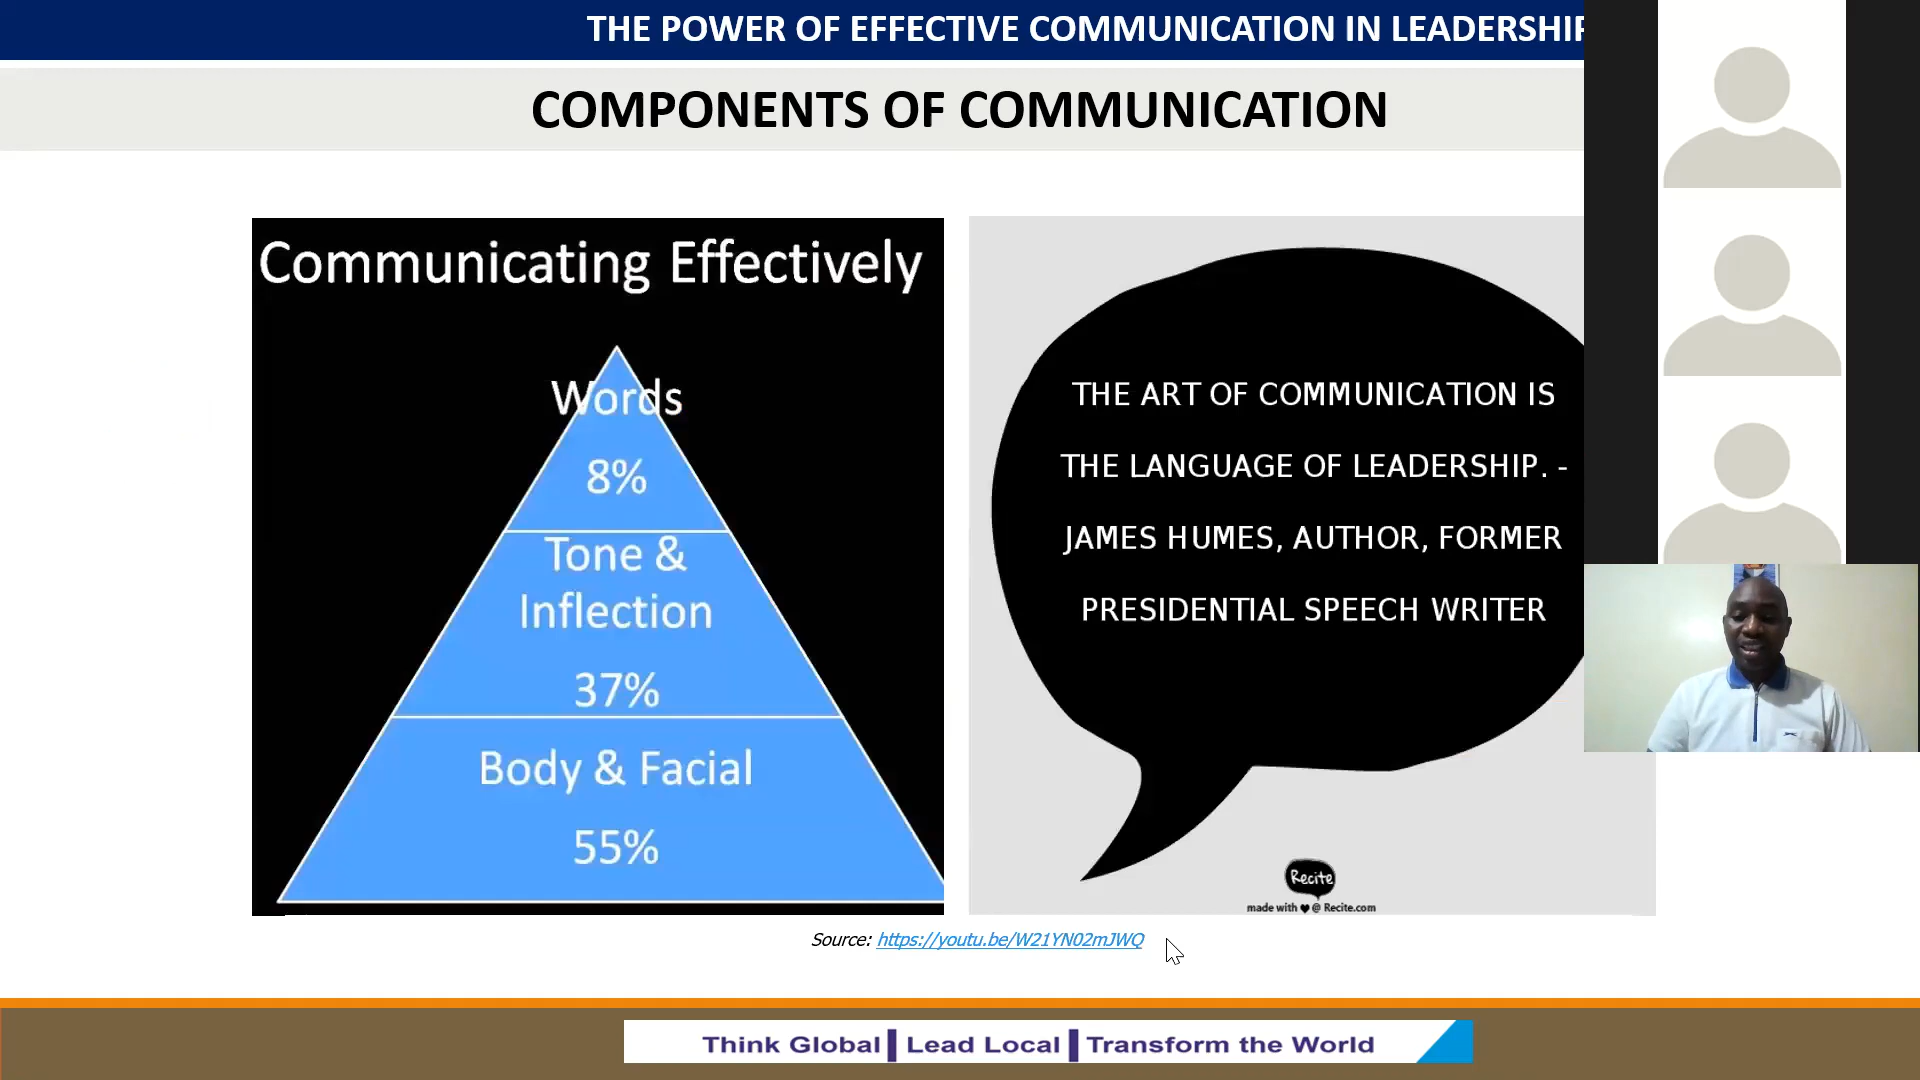 THE POWER OF EFFECTIVE COMMUNICATION IN LEADERSHIP
COMPONENTS OF COMMUNICATION
Communicating Effectively
Words
8%
Tone &
Inflection
37%
Body & Facial
55%
THE ART OF COMMUNICATION IS
THE LANGUAGE OF LEADERSHIP. -
JAMES HUMES, AUTHOR, FORMER
PRESIDENTIAL SPEECH WRITER
Recite
made with ♥ @ Recite.com
Source: https://youtu.be/W21YN02mJWQ
Think Global | Lead Local | Transform the World